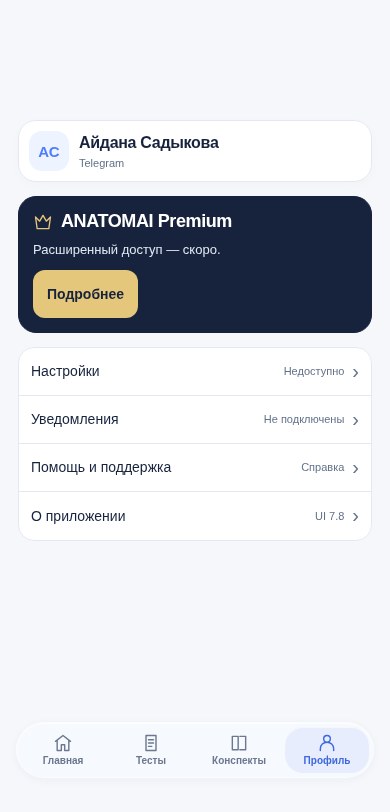 АС
Айдана Садыкова
Telegram
ANATOMAI Premium
Расширенный доступ — скоро.
Подробнее
Настройки Недоступно
Уведомления Не подключены
Помощь и поддержка Справка
О приложении UI 7.8
Главная Тесты Конспекты Профиль